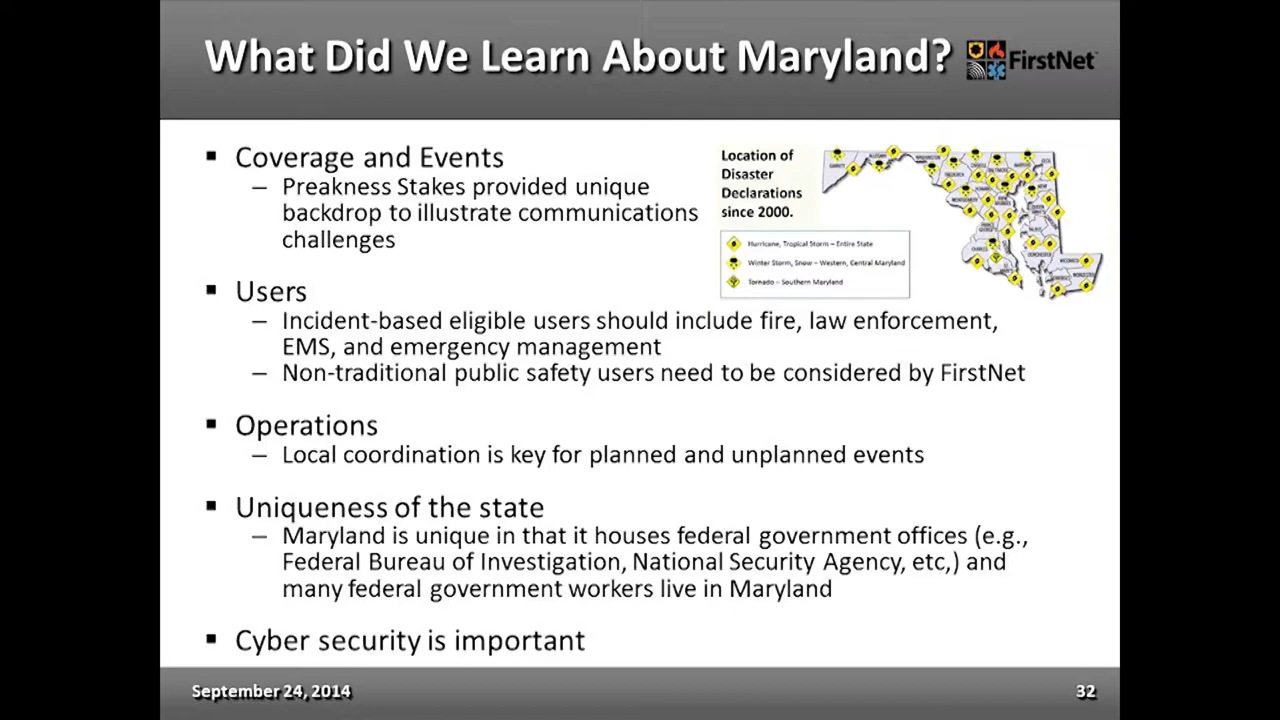 What Did We Learn About Maryland?
FirstNet
▪ Coverage and Events
– Preakness Stakes provided unique
backdrop to illustrate communications
challenges
Location of
Disaster
Declarations
since 2000.
Hurricane, Tropical Storm – Entire State
Winter Storm, Snow – Western, Central Maryland
Tornado – Southern Maryland
▪ Users
– Incident-based eligible users should include fire, law enforcement,
EMS, and emergency management
– Non-traditional public safety users need to be considered by FirstNet
▪ Operations
– Local coordination is key for planned and unplanned events
▪ Uniqueness of the state
– Maryland is unique in that it houses federal government offices (e.g.,
Federal Bureau of Investigation, National Security Agency, etc,) and
many federal government workers live in Maryland
▪ Cyber security is important
September 24, 2014
32